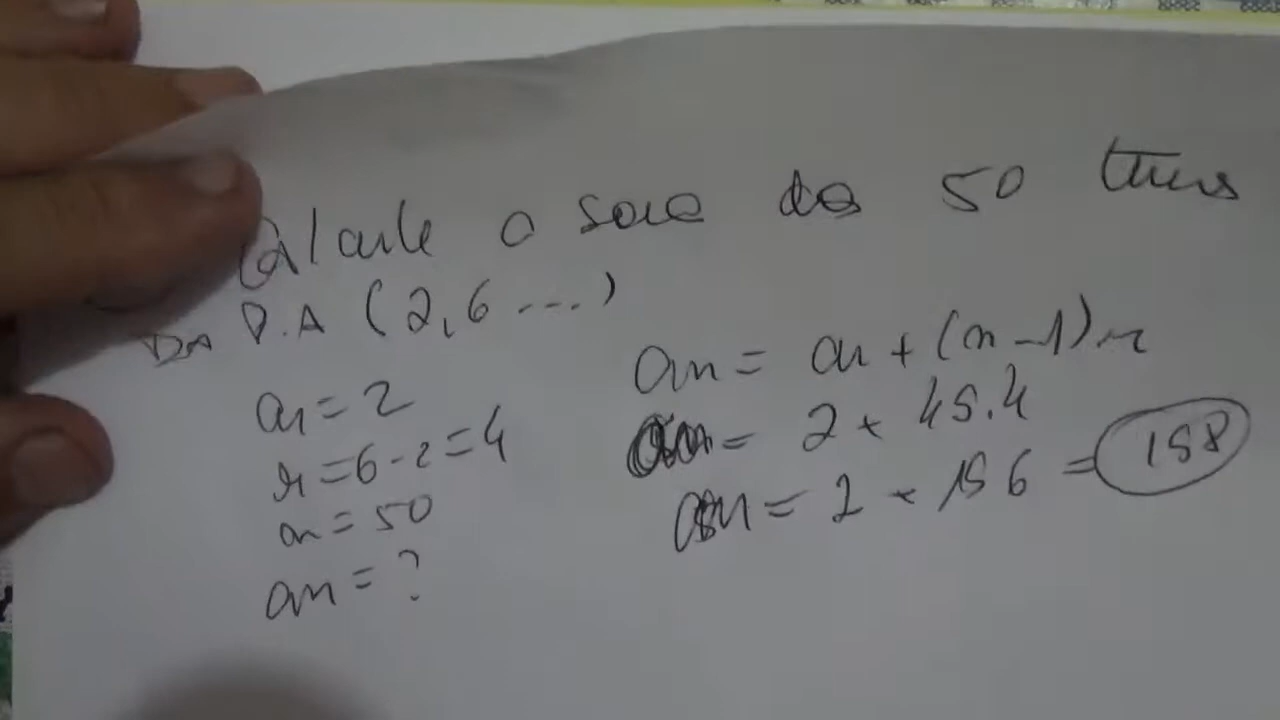 Calcule a soma dos 50 termos
Da P.A (2,6 ...)
a1 = 2
r = 6 - 2 = 4
n = 50
an = ?
an = a1 + (n - 1) r
an = 2 + 49.4
an = 2 + 196 = 198